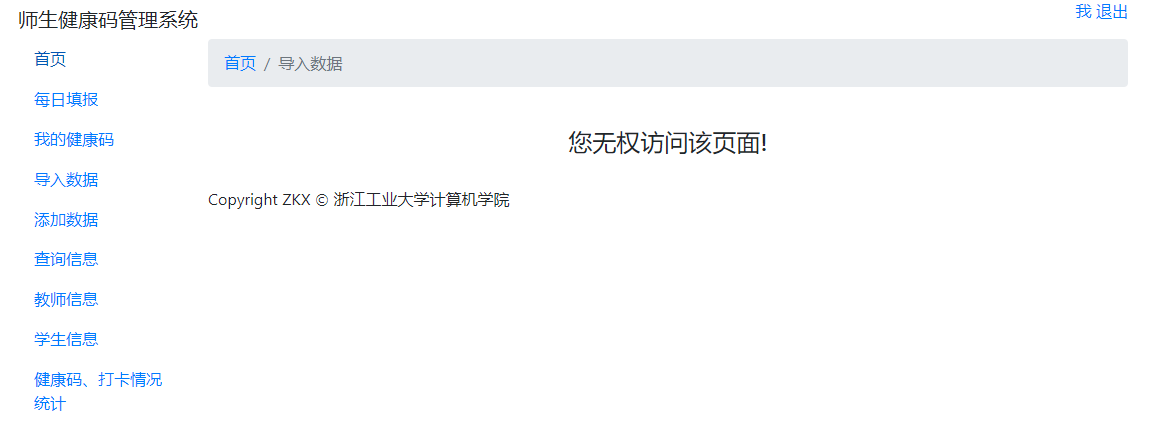 师生健康码管理系统
我 退出
首页
每日填报
我的健康码
导入数据
添加数据
查询信息
教师信息
学生信息
健康码、打卡情况
统计
首页 / 导入数据
您无权访问该页面!
Copyright ZKX © 浙江工业大学计算机学院